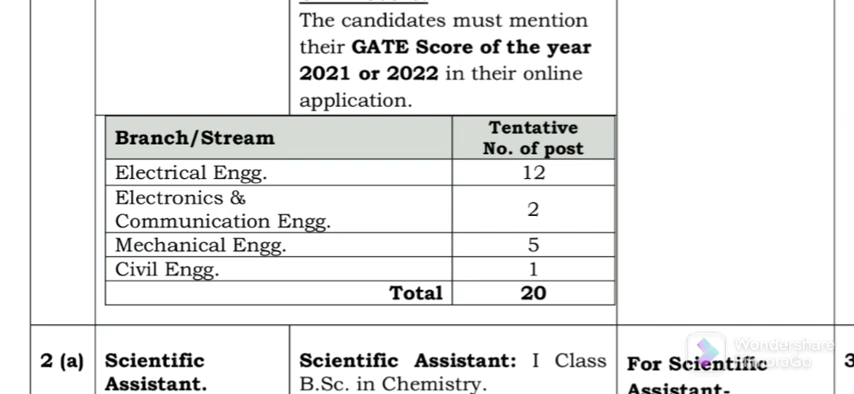 The candidates must mention
their GATE Score of the year
2021 or 2022 in their online
application.
Branch/Stream
Tentative
No. of post
Electrical Engg.
12
Electronics &
Communication Engg.
2
Mechanical Engg.
5
Civil Engg.
1
Total
20
2 (a)
Scientific
Assistant.
Scientific Assistant: I Class
B.Sc. in Chemistry.
For Scientific
Assistant-
3
Wondershare